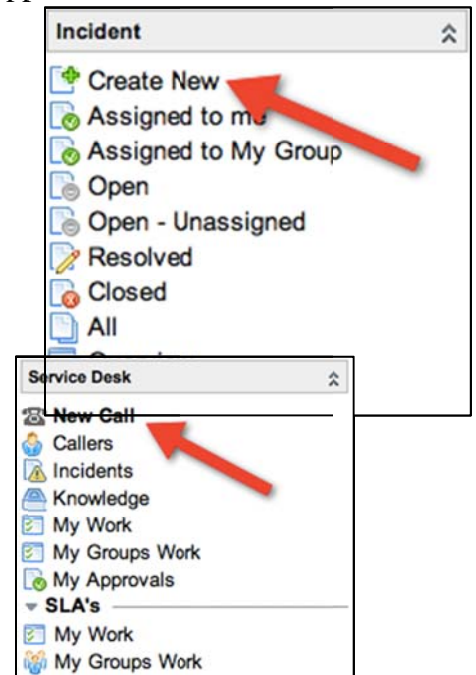 Incident
Create New
Assigned to me
Assigned to My Group
Open
Open - Unassigned
Resolved
Closed
All
Service Desk
New Call
Callers
Incidents
Knowledge
My Work
My Groups Work
My Approvals
SLA's
My Work
My Groups Work